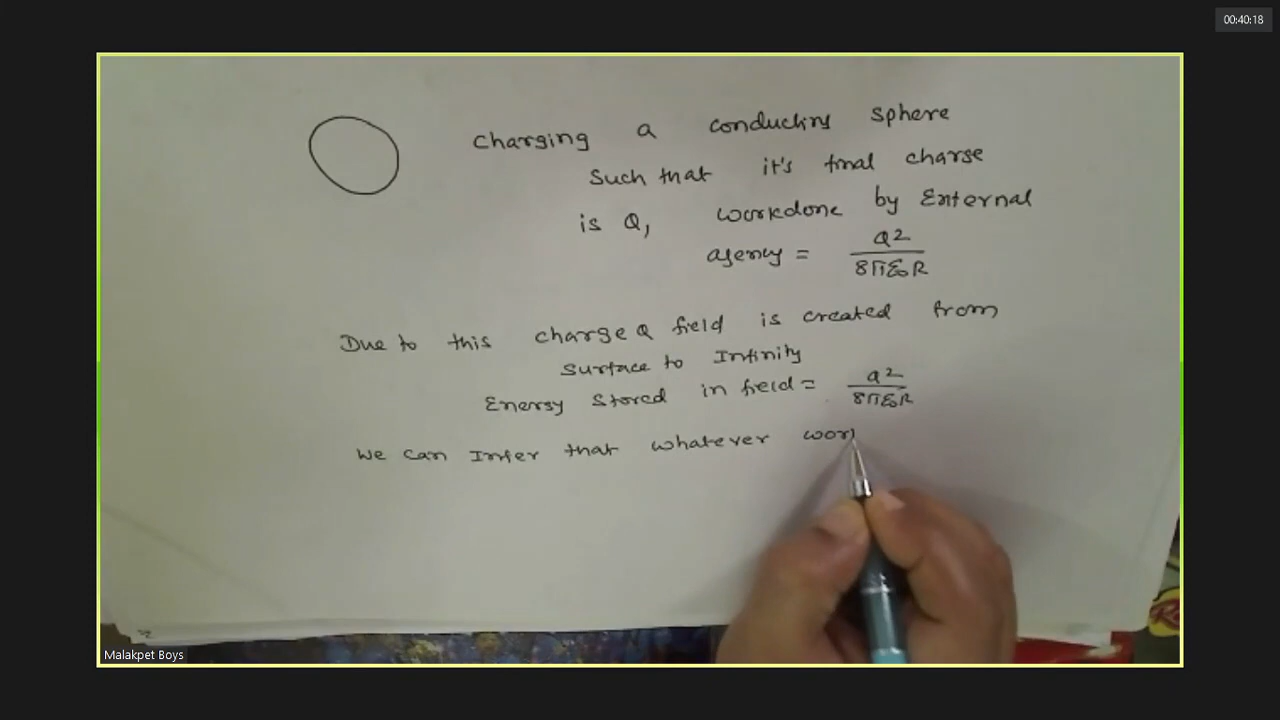 00:40:18
Charging a conducting sphere
Such that it's final charge
is Q, workdone by External
agency = Q²/8πε₀R
Due to this charge Q field is created from
Surface to Infinity
Energy Stored in field = Q²/8πε₀R
We can Infer that whatever wor
Malakpet Boys